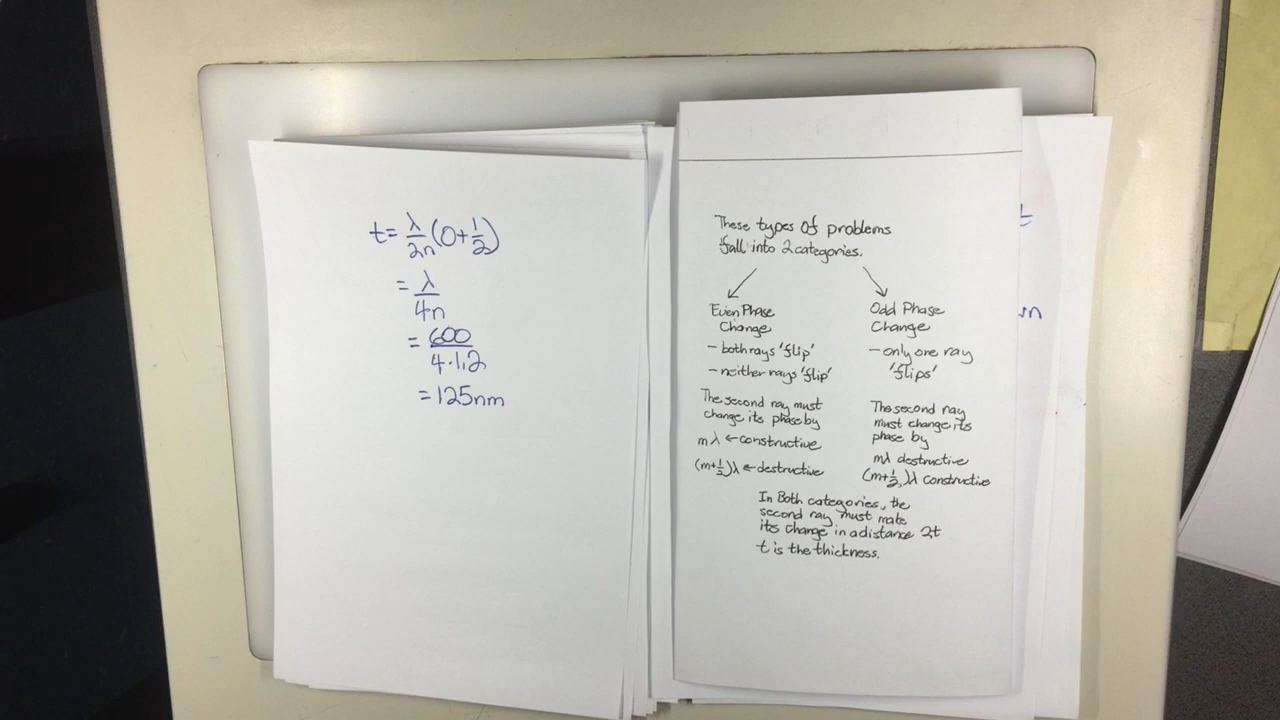 t = λ/2n (0 + 1/2)
= λ/4n
= 600/4·1.2
= 125nm
These types of problems
fall into 2 categories.
Even Phase
Change
- both rays 'flip'
- neither rays 'flip'
The second ray must
change its phase by
mλ ← constructive
(m+1/2)λ ← destructive
Odd Phase
Change
- only one ray
'flips'
The second ray
must change its
phase by
mλ destructive
(m+1/2)λ constructive
In Both categories, the
second ray must make
its change in a distance 2t
t is the thickness.
t